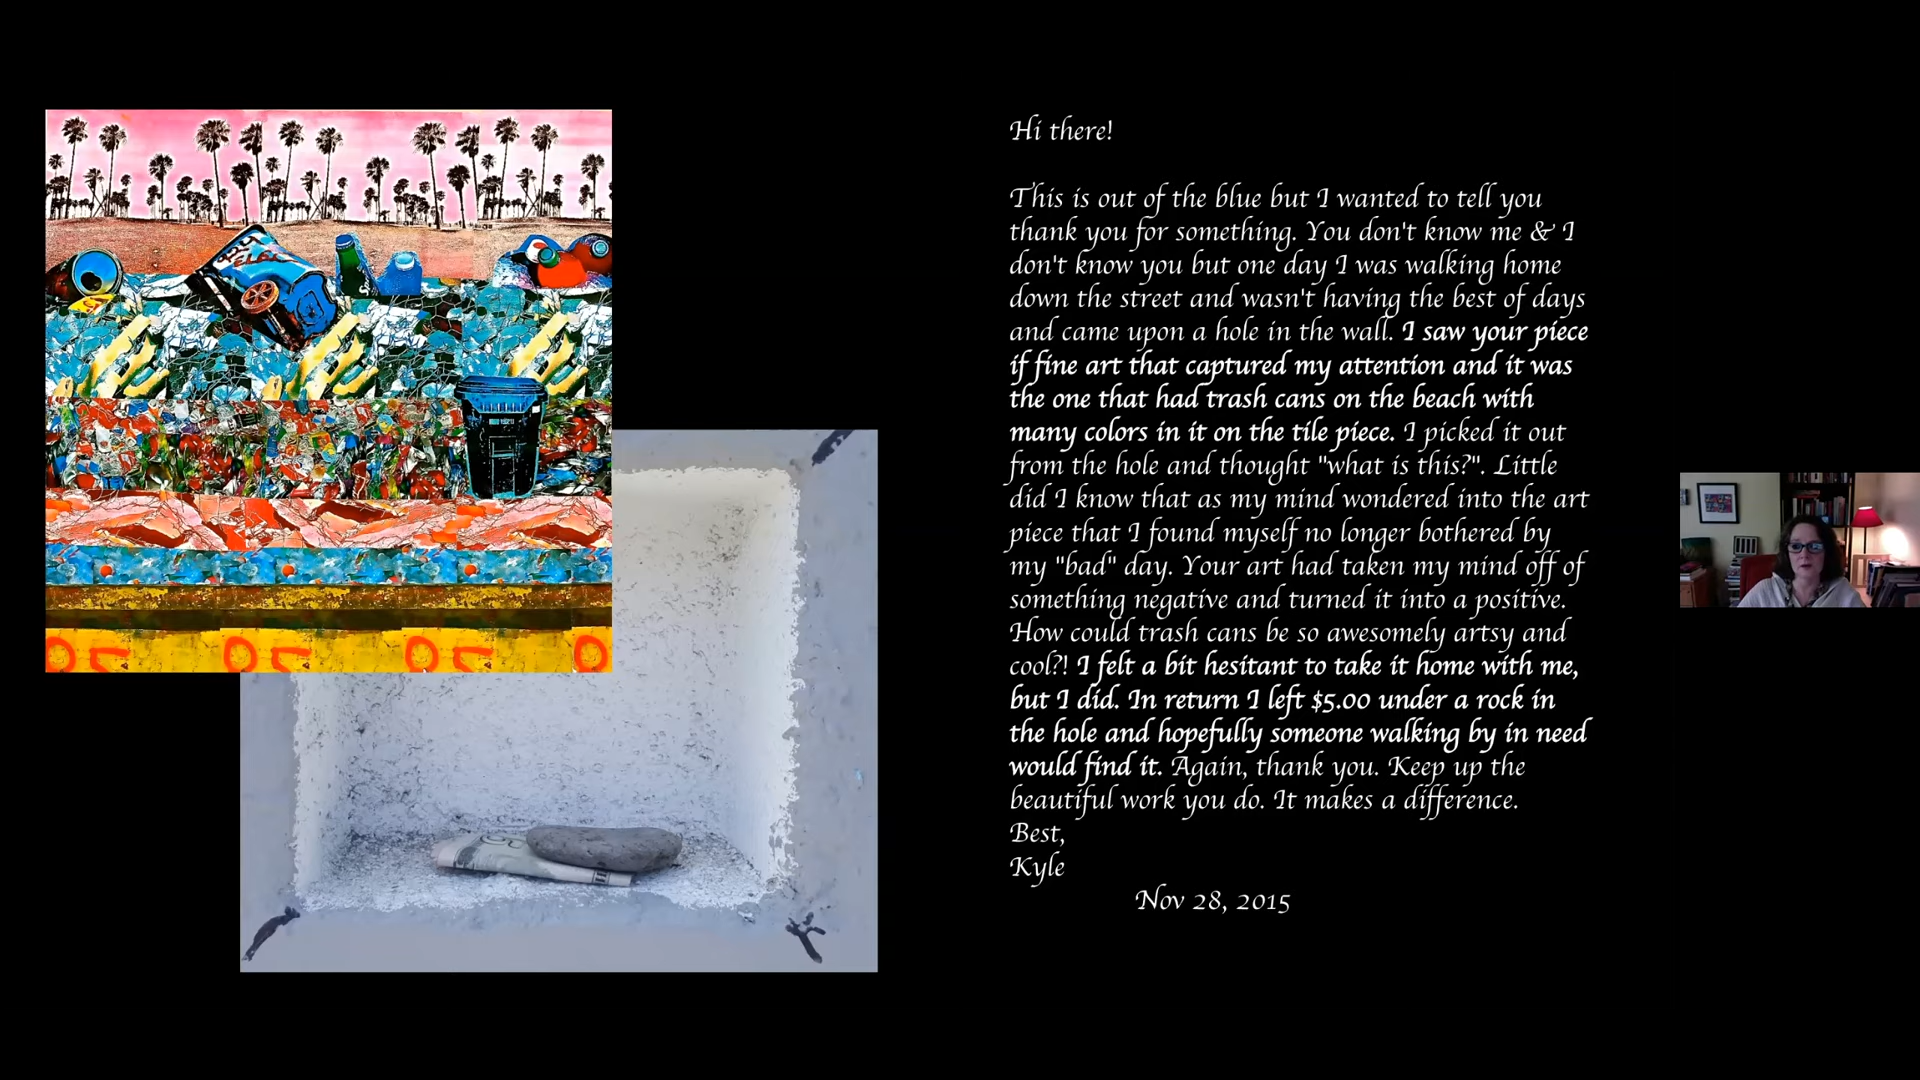 Hi there!
This is out of the blue but I wanted to tell you
thank you for something. You don't know me & I
don't know you but one day I was walking home
down the street and wasn't having the best of days
and came upon a hole in the wall. I saw your piece
if fine art that captured my attention and it was
the one that had trash cans on the beach with
many colors in it on the tile piece. I picked it out
from the hole and thought "what is this?". Little
did I know that as my mind wondered into the art
piece that I found myself no longer bothered by
my "bad" day. Your art had taken my mind off of
something negative and turned it into a positive.
How could trash cans be so awesomely artsy and
cool?! I felt a bit hesitant to take it home with me,
but I did. In return I left $5.00 under a rock in
the hole and hopefully someone walking by in need
would find it. Again, thank you. Keep up the
beautiful work you do. It makes a difference.
Best,
Kyle
Nov 28, 2015